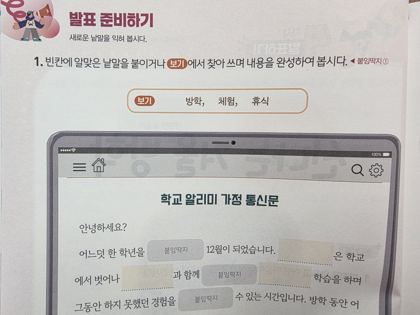 발표 준비하기
새로운 낱말을 익혀 봅시다.
1. 빈칸에 알맞은 낱말을 붙이거나 보기 에서 찾아 쓰며 내용을 완성하여 봅시다. ◀ 붙임딱지①
보기 방학, 체험, 휴식
100%
학교 알리미 가정 통신문
안녕하세요?
어느덧 한 학년을 붙임딱지 12월이 되었습니다. 은 학교
에서 벗어나 과 함께 붙임딱지 학습을 하며
그동안 하지 못했던 경험을 붙임딱지 수 있는 시간입니다. 방학 동안 어